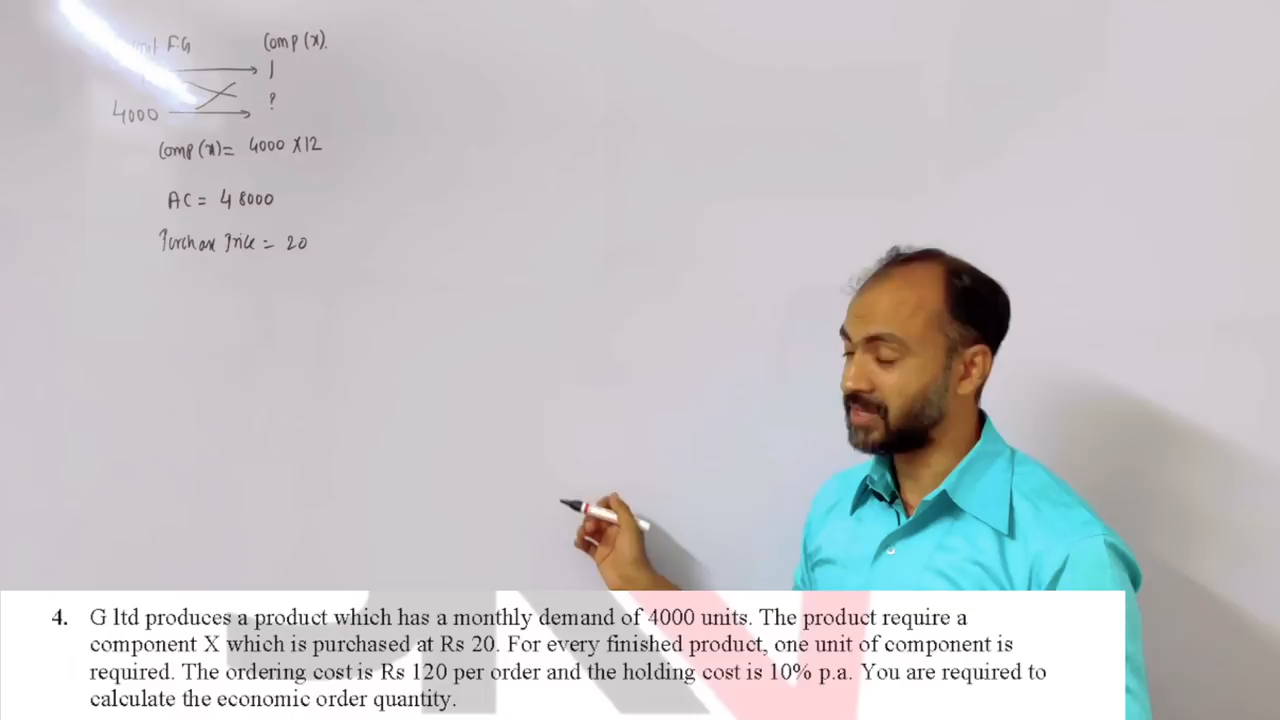 F.G Comp (x).
1
4000 ?
Comp (x) = 4000 X12
AC = 48000
Purchase Price = 20
4. G ltd produces a product which has a monthly demand of 4000 units. The product require a
component X which is purchased at Rs 20. For every finished product, one unit of component is
required. The ordering cost is Rs 120 per order and the holding cost is 10% p.a. You are required to
calculate the economic order quantity.